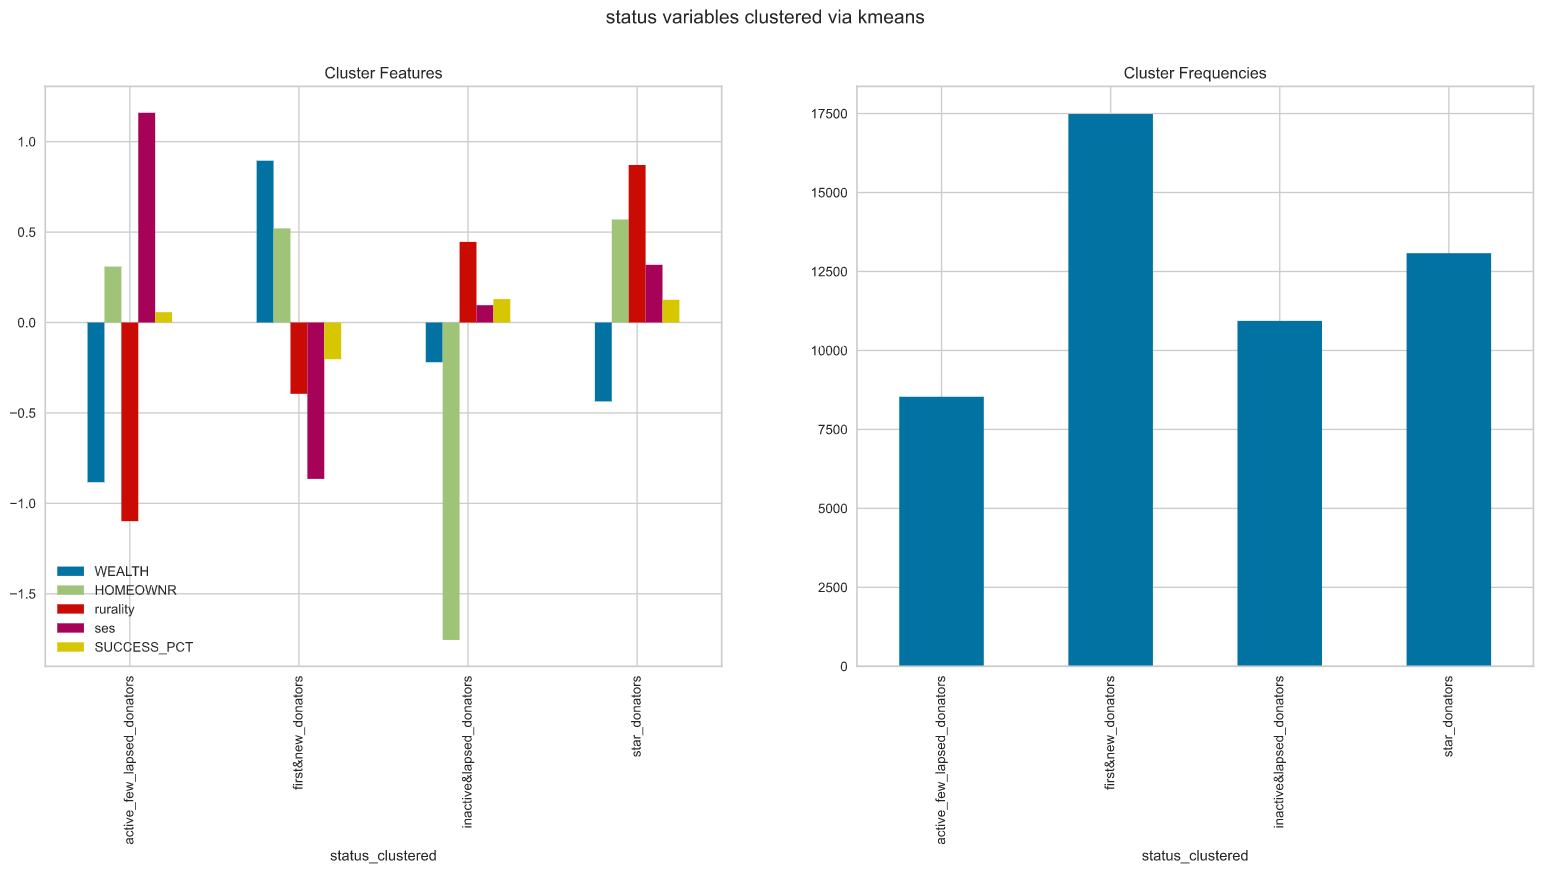 status variables clustered via kmeans
Cluster Features
1.0
0.5
0.0
−0.5
−1.0
−1.5
WEALTH
HOMEOWNR
rurality
ses
SUCCESS_PCT
active_few_lapsed_donators
first&new_donators
inactive&lapsed_donators
star_donators
status_clustered
Cluster Frequencies
17500
15000
12500
10000
7500
5000
2500
0
active_few_lapsed_donators
first&new_donators
inactive&lapsed_donators
star_donators
status_clustered